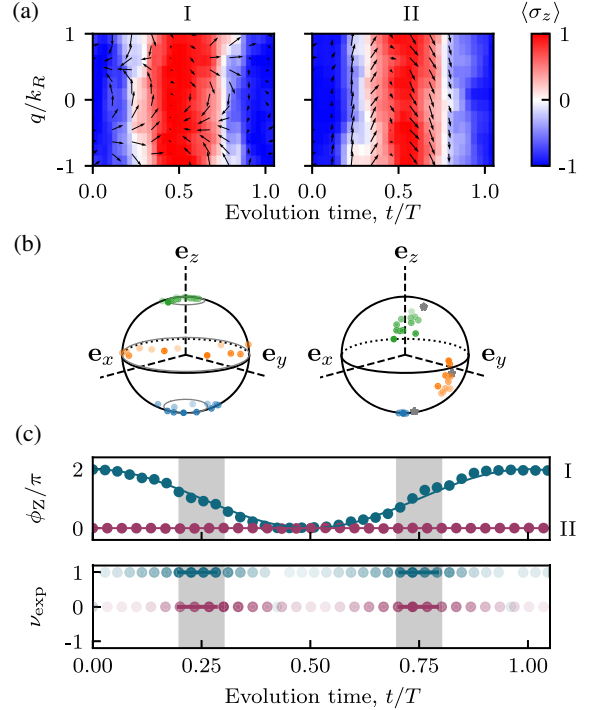 (a)
I
II
⟨σz⟩
q/kR
1
0
-1
0.0
0.5
1.0
0.0
0.5
1.0
1
0
-1
Evolution time, t/T
Evolution time, t/T
(b)
ez
ex
ey
ez
ex
ey
(c)
ϕZ/π
2
0
I
II
νexp
1
0
-1
0.00
0.25
0.50
0.75
1.00
Evolution time, t/T